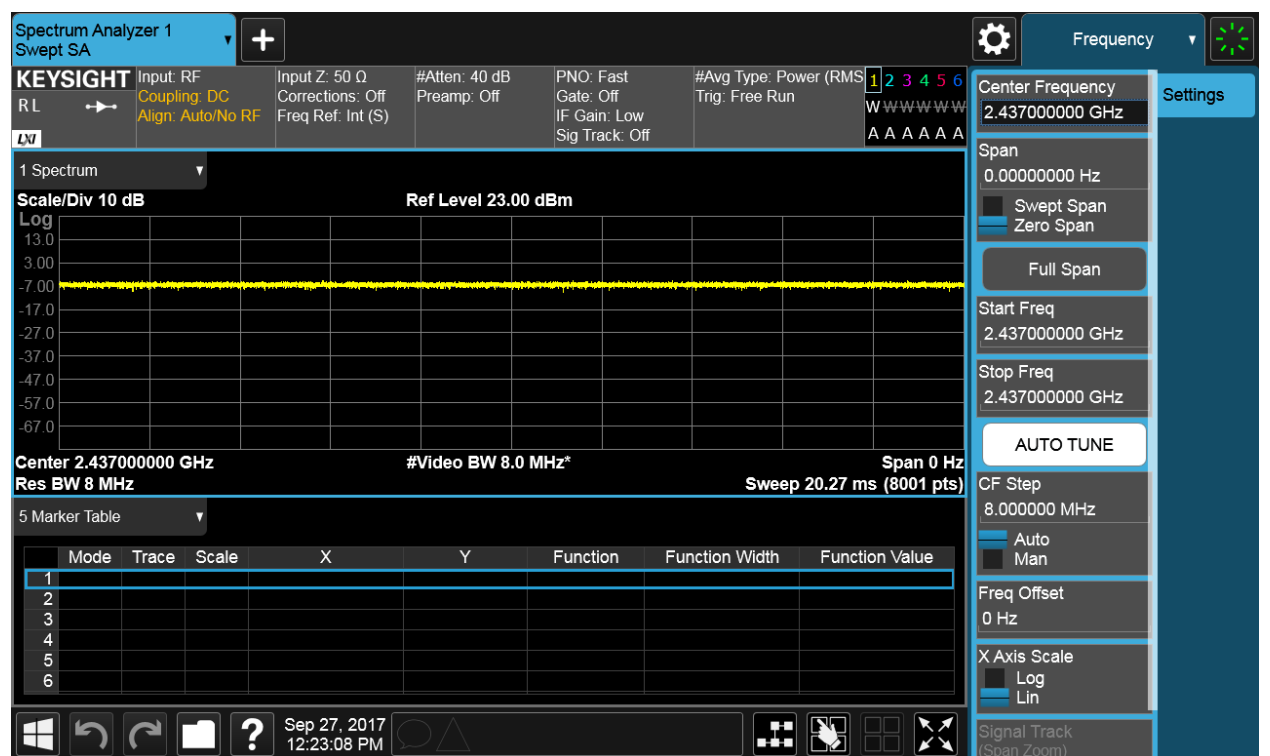 Spectrum Analyzer 1
Swept SA
Frequency
KEYSIGHT
RL
LXI
Input: RF
Coupling: DC
Align: Auto/No RF
Input Z: 50 Ω
Corrections: Off
Freq Ref: Int (S)
#Atten: 40 dB
Preamp: Off
PNO: Fast
Gate: Off
IF Gain: Low
Sig Track: Off
#Avg Type: Power (RMS
Trig: Free Run
1 2 3 4 5 6
W W W W W W
A A A A A A
1 Spectrum
Scale/Div 10 dB
Ref Level 23.00 dBm
Log
13.0
3.00
-7.00
-17.0
-27.0
-37.0
-47.0
-57.0
-67.0
Center 2.437000000 GHz
#Video BW 8.0 MHz*
Span 0 Hz
Res BW 8 MHz
Sweep 20.27 ms (8001 pts)
5 Marker Table
Mode Trace Scale X Y Function Function Width Function Value
1
2
3
4
5
6
Sep 27, 2017
12:23:08 PM
Center Frequency
2.437000000 GHz
Settings
Span
0.00000000 Hz
Swept Span
Zero Span
Full Span
Start Freq
2.437000000 GHz
Stop Freq
2.437000000 GHz
AUTO TUNE
CF Step
8.000000 MHz
Auto
Man
Freq Offset
0 Hz
X Axis Scale
Log
Lin
Signal Track
(Span Zoom)